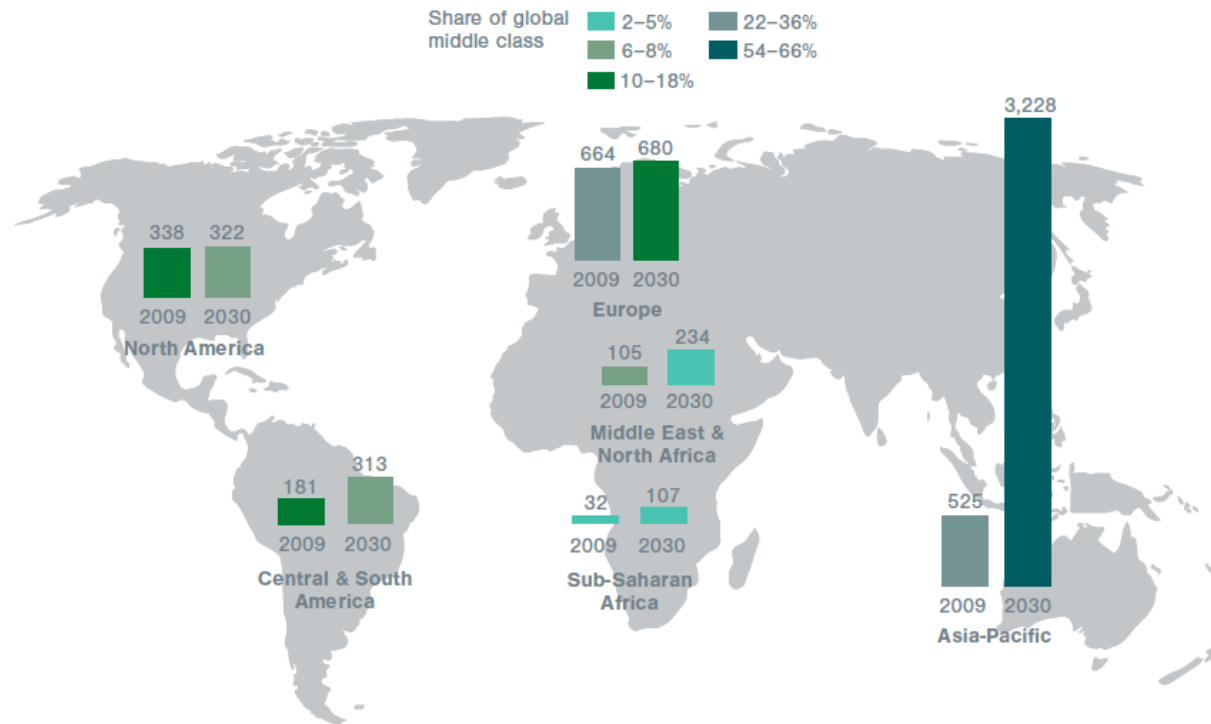 Share of global
middle class
2–5%
6–8%
10–18%
22–36%
54–66%
338
322
2009
2030
North America
664
680
2009
2030
Europe
105
234
2009
2030
Middle East &
North Africa
181
313
2009
2030
Central & South
America
32
107
2009
2030
Sub-Saharan
Africa
525
3,228
2009
2030
Asia-Pacific